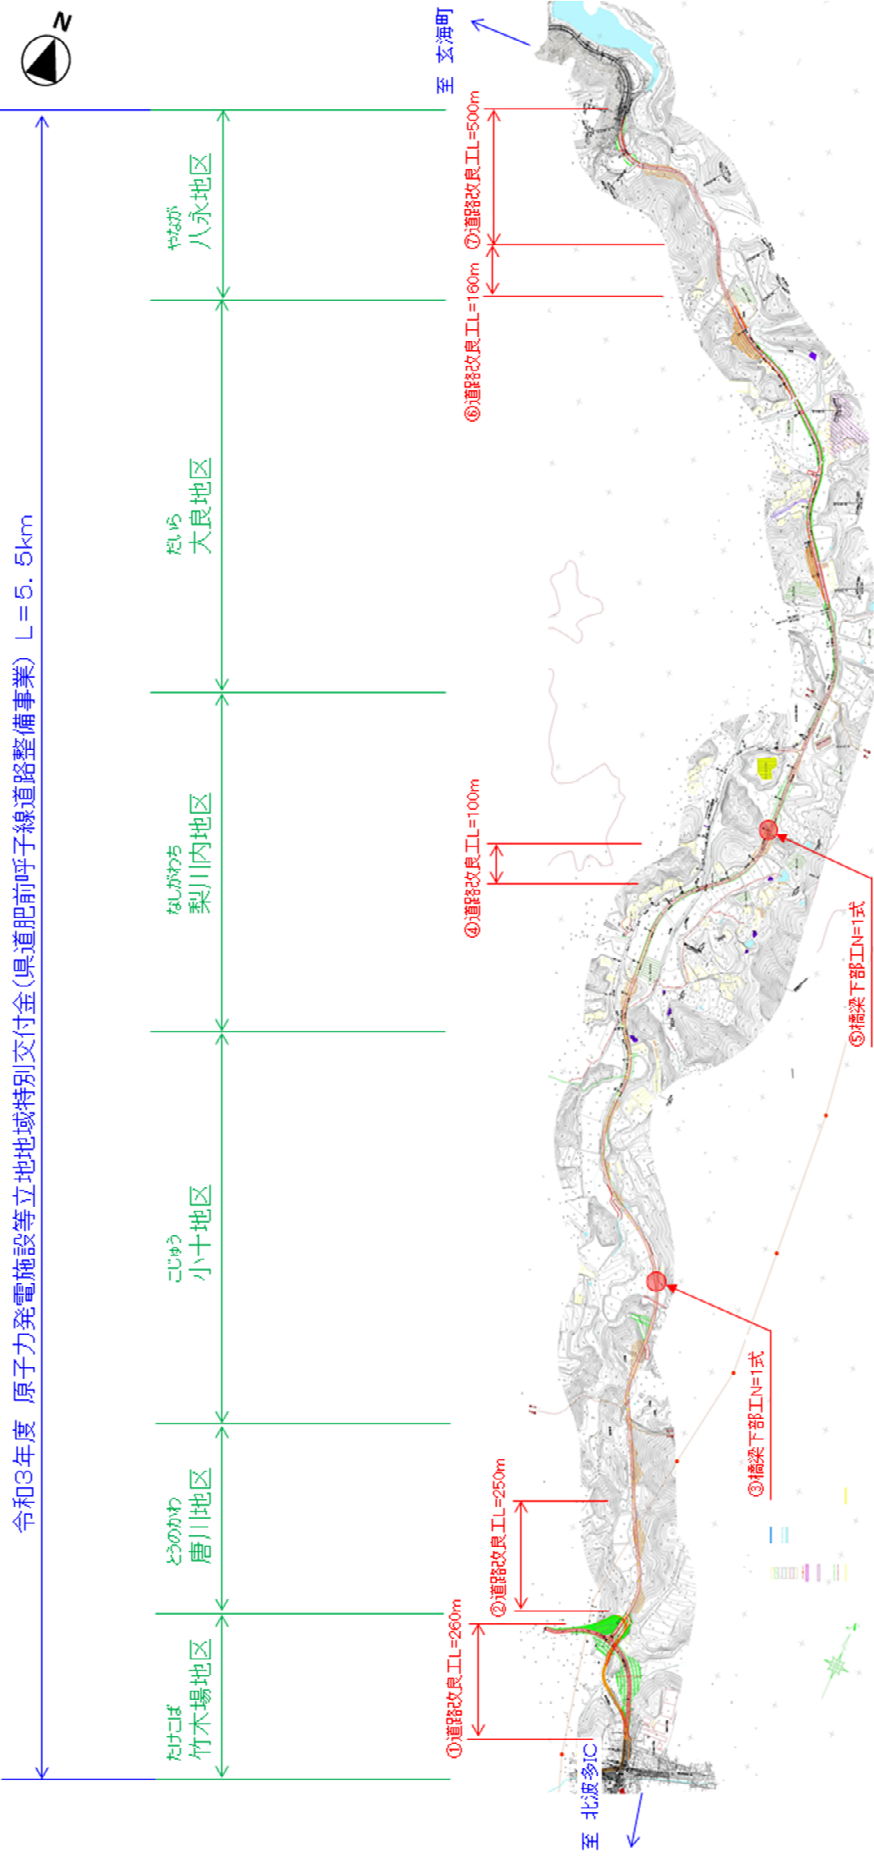 N
令和3年度 原子力発電施設等立地地域特別交付金(県道肥前呼子線道路整備事業) L=5.5km
たけこば
竹木場地区
とうのかわ
唐川地区
こじゅう
小十地区
なしがわち
梨川内地区
だいら
大良地区
やなが
八永地区
至 北波多IC
至 玄海町
①道路改良工L=260m
②道路改良工L=250m
③橋梁下部工N=1式
④道路改良工L=100m
⑤橋梁下部工N=1式
⑥道路改良工L=160m
⑦道路改良工L=500m